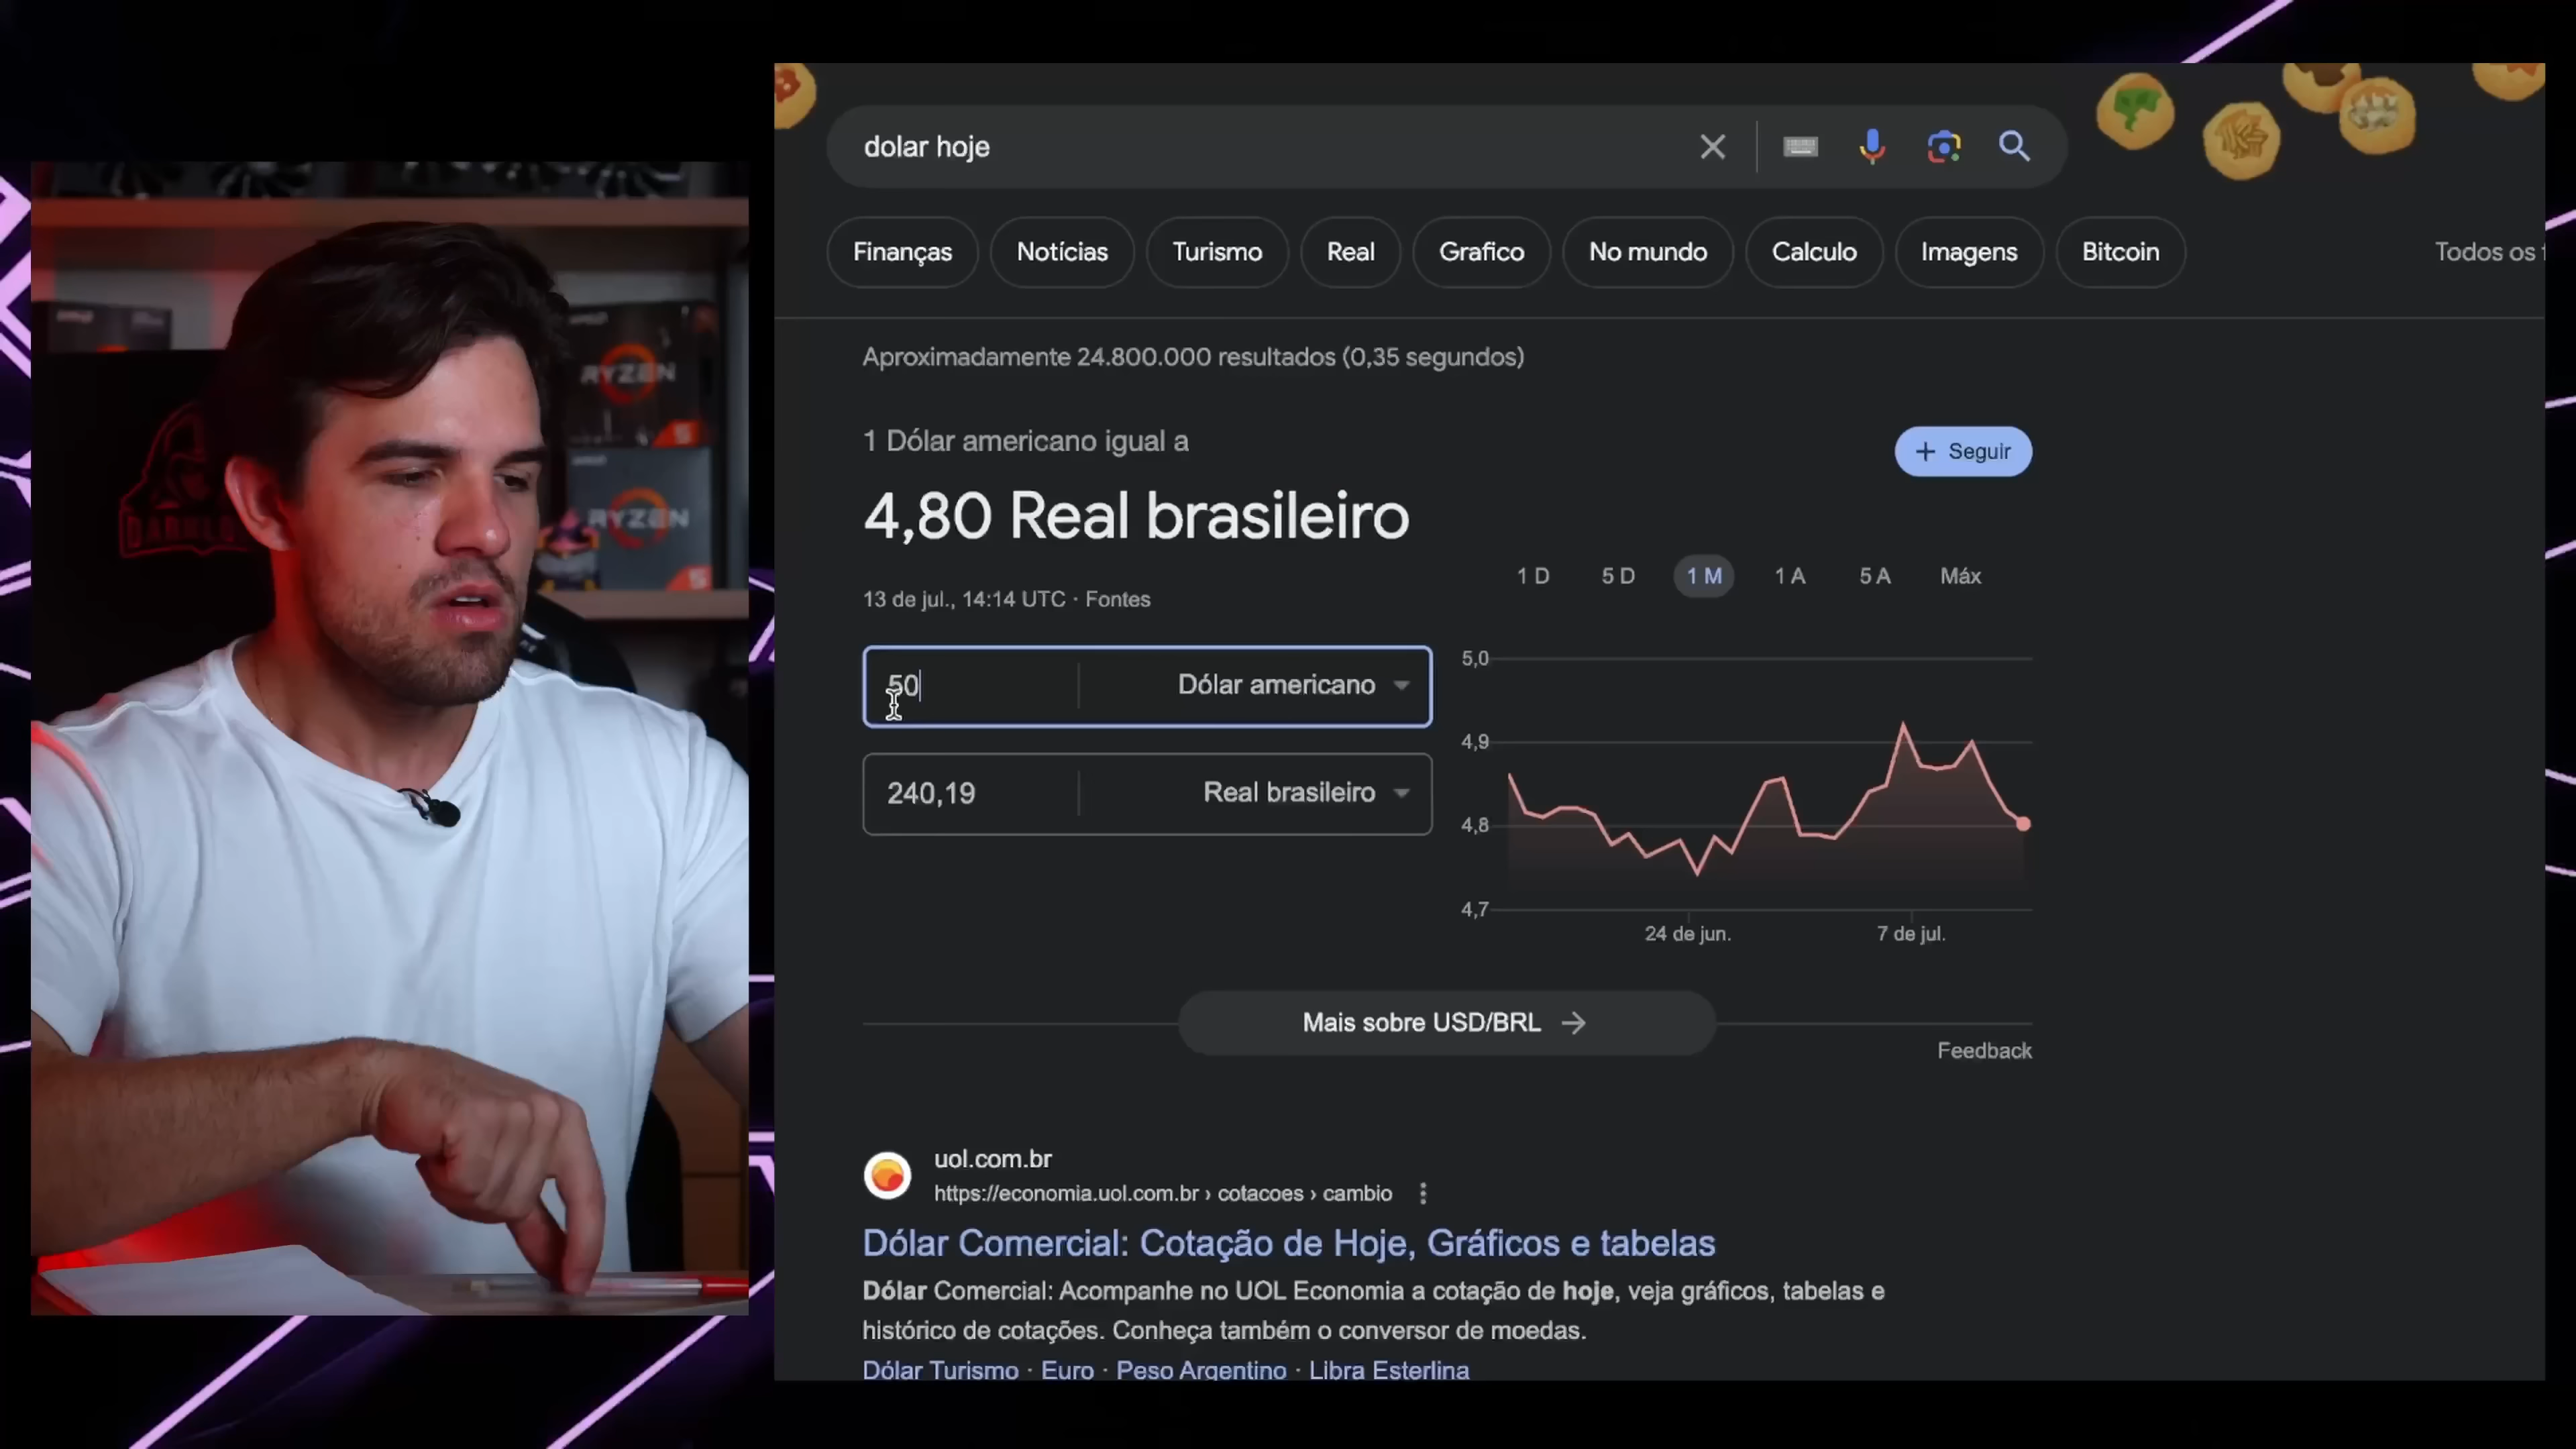 dolar hoje
Finanças
Notícias
Turismo
Real
Grafico
No mundo
Calculo
Imagens
Bitcoin
Todos os
Aproximadamente 24.800.000 resultados (0,35 segundos)
1 Dólar americano igual a
+ Seguir
4,80 Real brasileiro
13 de jul., 14:14 UTC · Fontes
1 D
5 D
1 M
1 A
5 A
Máx
50
Dólar americano
240,19
Real brasileiro
5,0
4,9
4,8
4,7
24 de jun.
7 de jul.
Mais sobre USD/BRL →
Feedback
uol.com.br
https://economia.uol.com.br › cotacoes › cambio
Dólar Comercial: Cotação de Hoje, Gráficos e tabelas
Dólar Comercial: Acompanhe no UOL Economia a cotação de hoje, veja gráficos, tabelas e
histórico de cotações. Conheça também o conversor de moedas.
Dólar Turismo · Euro · Peso Argentino · Libra Esterlina
RYZEN
5
RYZEN
5